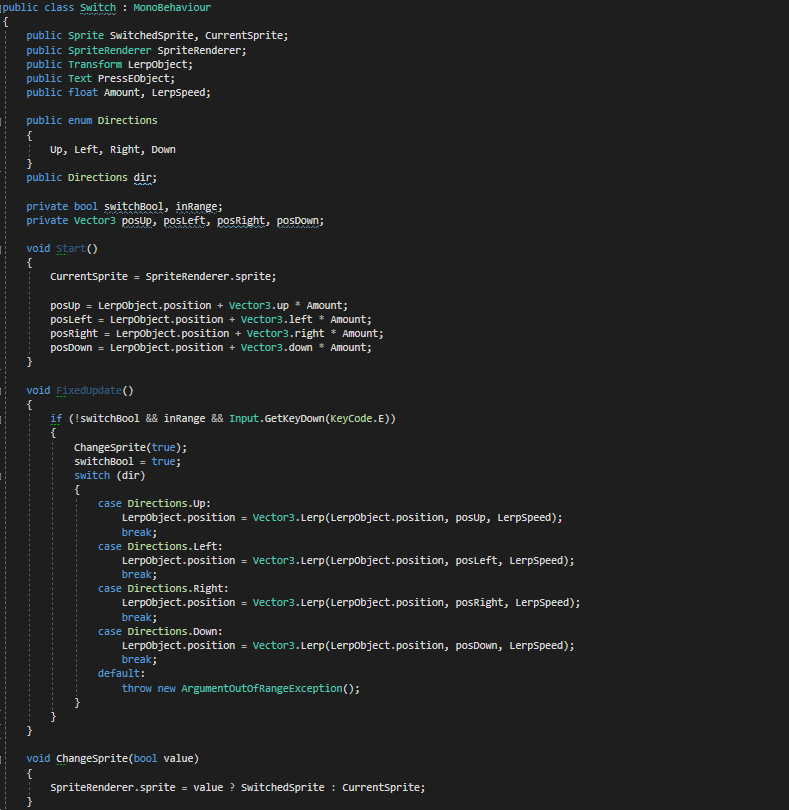 public class Switch : MonoBehaviour
{
    public Sprite SwitchedSprite, CurrentSprite;
    public SpriteRenderer SpriteRenderer;
    public Transform LerpObject;
    public Text PressEObject;
    public float Amount, LerpSpeed;

    public enum Directions
    {
        Up, Left, Right, Down
    }
    public Directions dir;

    private bool switchBool, inRange;
    private Vector3 posUp, posLeft, posRight, posDown;

    void Start()
    {
        CurrentSprite = SpriteRenderer.sprite;

        posUp = LerpObject.position + Vector3.up * Amount;
        posLeft = LerpObject.position + Vector3.left * Amount;
        posRight = LerpObject.position + Vector3.right * Amount;
        posDown = LerpObject.position + Vector3.down * Amount;
    }

    void FixedUpdate()
    {
        if (!switchBool && inRange && Input.GetKeyDown(KeyCode.E))
        {
            ChangeSprite(true);
            switchBool = true;
            switch (dir)
            {
                case Directions.Up:
                    LerpObject.position = Vector3.Lerp(LerpObject.position, posUp, LerpSpeed);
                    break;
                case Directions.Left:
                    LerpObject.position = Vector3.Lerp(LerpObject.position, posLeft, LerpSpeed);
                    break;
                case Directions.Right:
                    LerpObject.position = Vector3.Lerp(LerpObject.position, posRight, LerpSpeed);
                    break;
                case Directions.Down:
                    LerpObject.position = Vector3.Lerp(LerpObject.position, posDown, LerpSpeed);
                    break;
                default:
                    throw new ArgumentOutOfRangeException();
            }
        }
    }

    void ChangeSprite(bool value)
    {
        SpriteRenderer.sprite = value ? SwitchedSprite : CurrentSprite;
    }